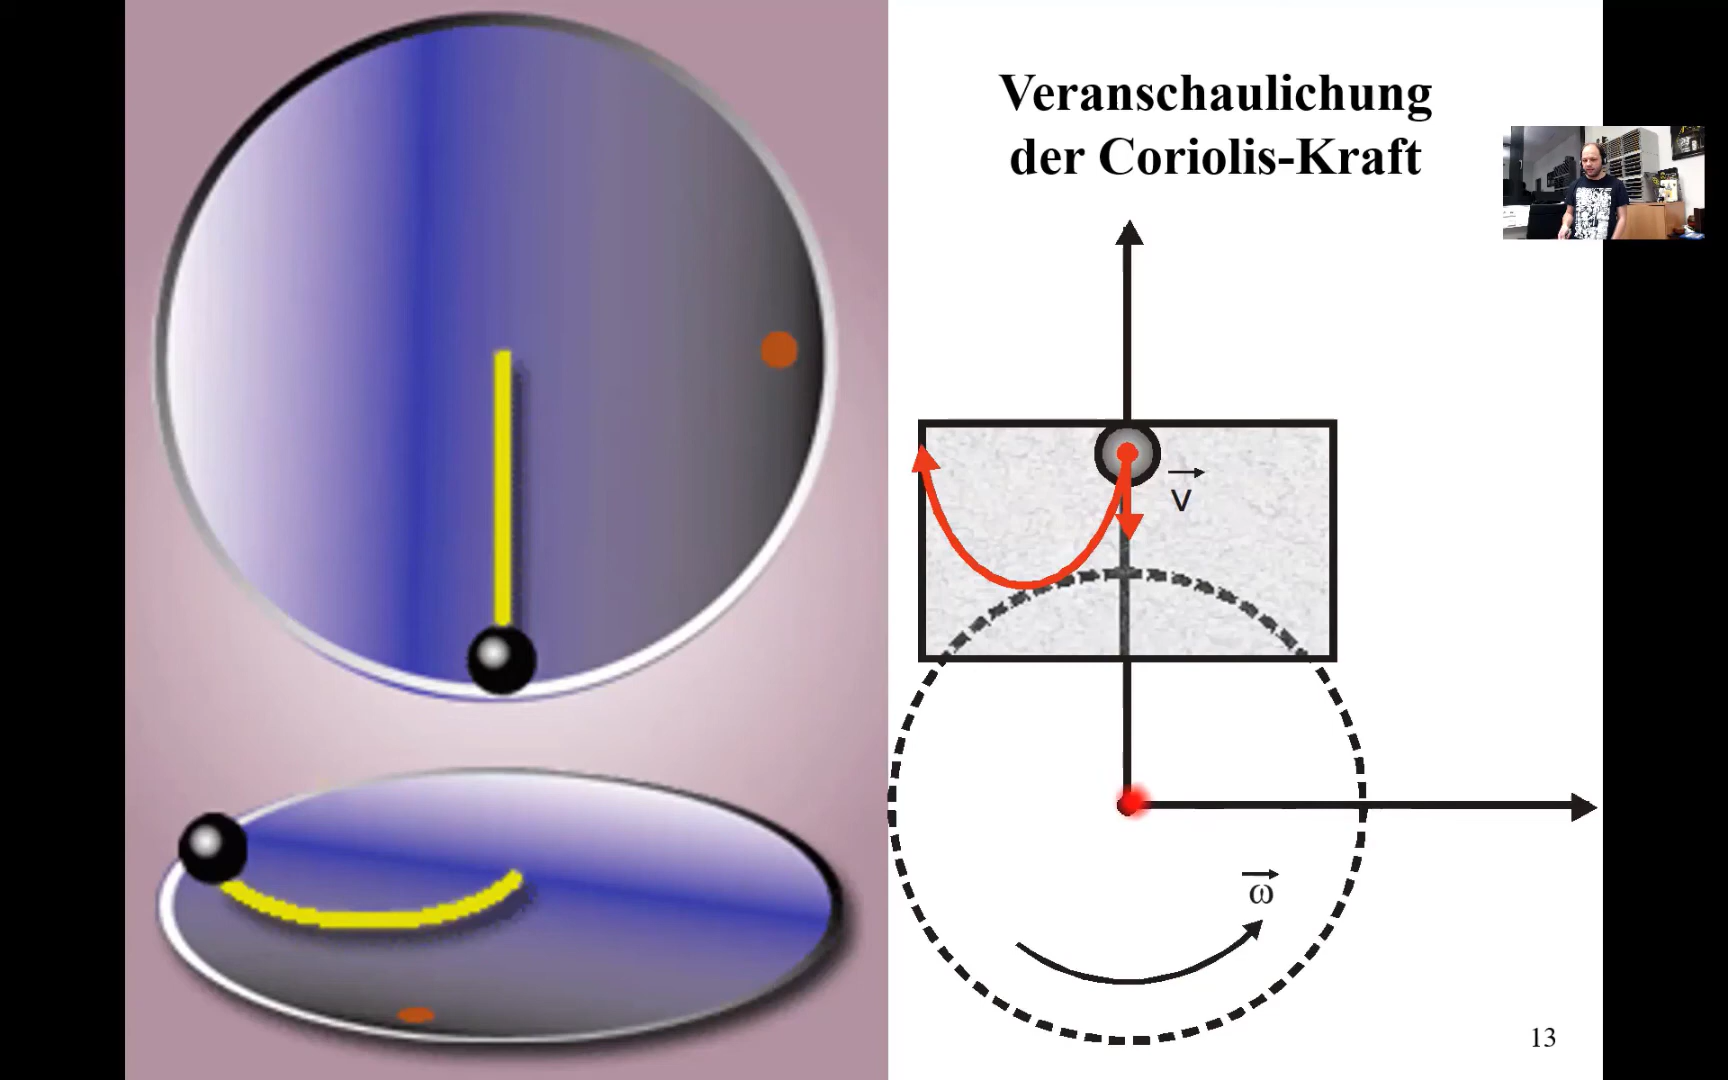 Veranschaulichung
der Coriolis-Kraft
v
ω
13